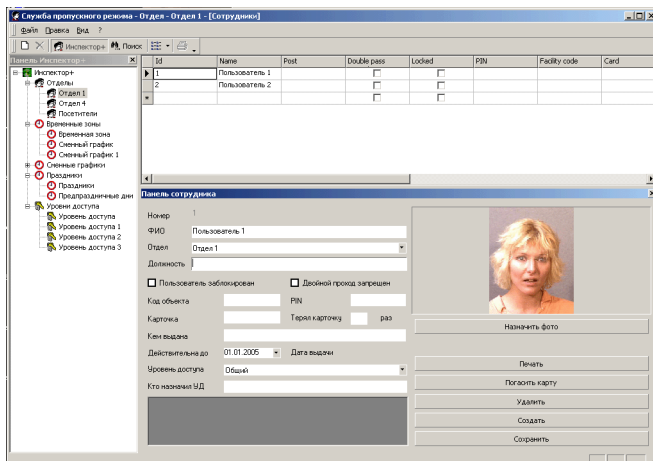 Служба пропускного режима - Отдел - Отдел 1 - [Сотрудники]
Файл Правка Вид ?
Инспектор+ Поиск
Панель Инспектор+
Инспектор+
Отделы
Отдел 1
Отдел 4
Посетители
Временные зоны
Временная зона
Сменный график
Сменный график 1
Сменные графики
Праздники
Праздники
Предпраздничные дни
Уровни доступа
Уровень доступа
Уровень доступа 1
Уровень доступа 2
Уровень доступа 3
Id Name Post Double pass Locked PIN Facility code Card
1 Пользователь 1
2 Пользователь 2
Панель сотрудника
Номер 1
ФИО Пользователь 1
Отдел Отдел 1
Должность
Пользователь заблокирован Двойной проход запрещен
Код объекта PIN
Карточка Терял карточку раз
Кем выдана
Действительна до 01.01.2005 Дата выдачи
Уровень доступа Общий
Кто назначил УД
Назначить фото
Печать
Погасить карту
Удалить
Создать
Сохранить